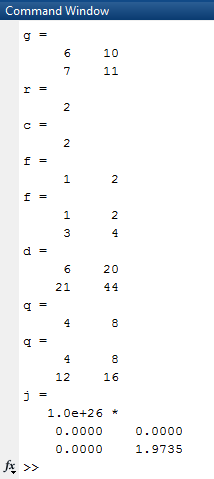 Command Window
g =
6 10
7 11
r =
2
c =
2
f =
1 2
f =
1 2
3 4
d =
6 20
21 44
q =
4 8
q =
4 8
12 16
j =
1.0e+26 *
0.0000 0.0000
0.0000 1.9735
fx >>